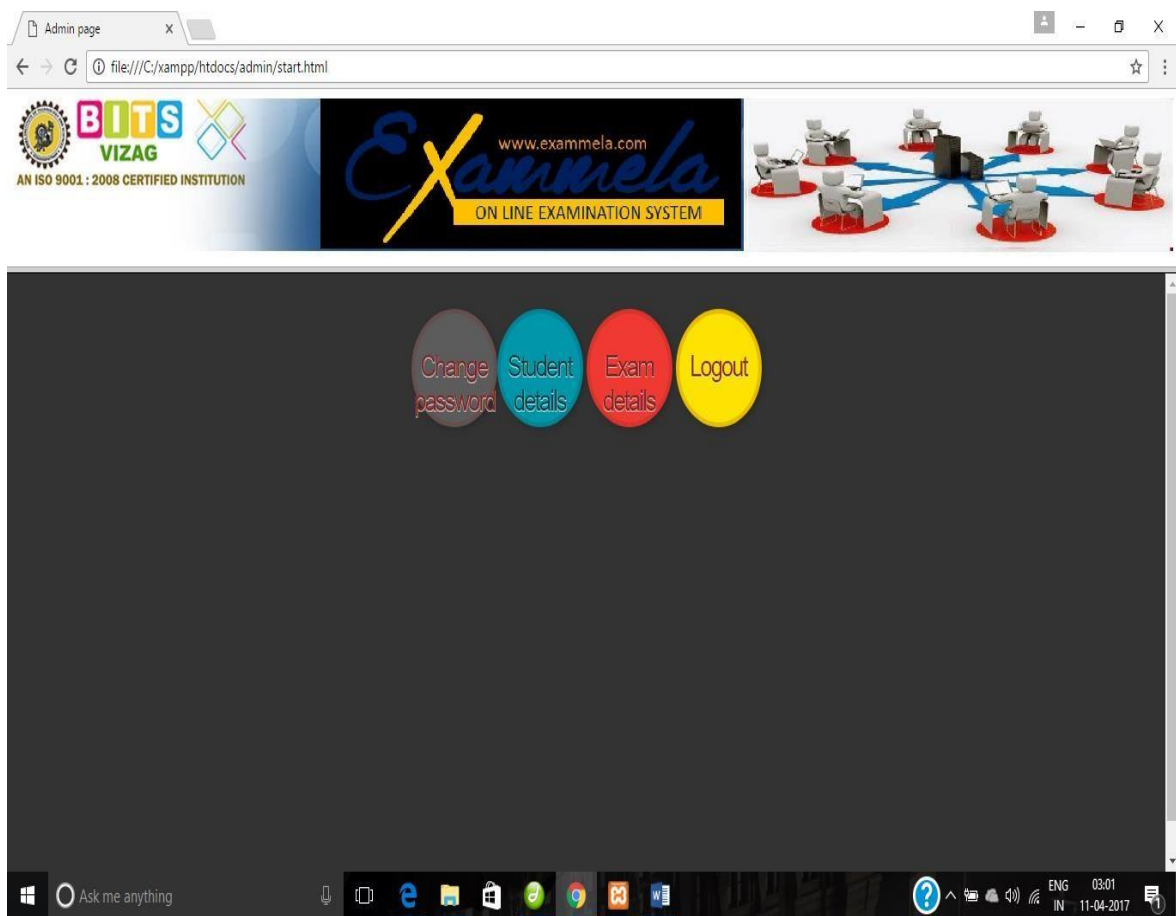 Admin page
file:///C:/xampp/htdocs/admin/start.html
BITS
VIZAG
AN ISO 9001 : 2008 CERTIFIED INSTITUTION
www.exammela.com
Exammela
ON LINE EXAMINATION SYSTEM
Change
password
Student
details
Exam
details
Logout
Ask me anything
ENG
IN
03:01
11-04-2017